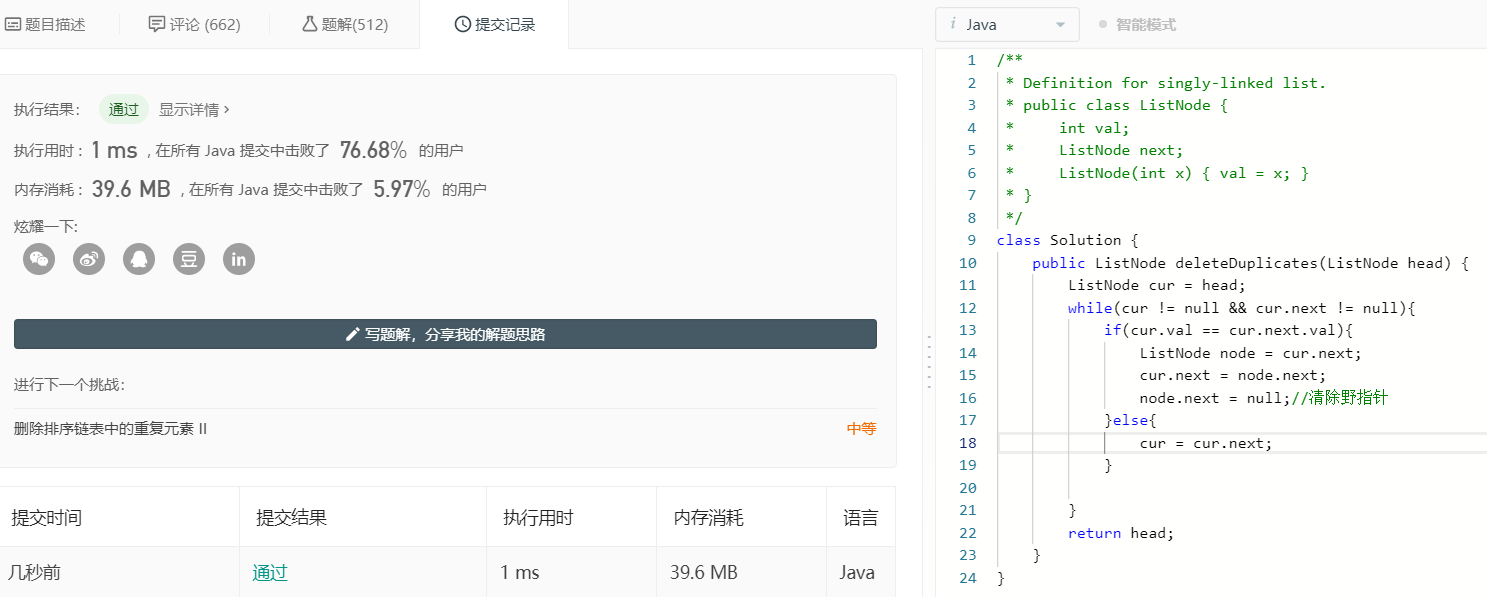 题目描述
评论 (662)
题解(512)
提交记录
执行结果：
通过
显示详情 ›
执行用时 : 1 ms , 在所有 Java 提交中击败了 76.68% 的用户
内存消耗 : 39.6 MB , 在所有 Java 提交中击败了 5.97% 的用户
炫耀一下:
in
写题解，分享我的解题思路
进行下一个挑战：
删除排序链表中的重复元素 II
中等
提交时间
提交结果
执行用时
内存消耗
语言
几秒前
通过
1 ms
39.6 MB
Java
i Java
智能模式
1 /**
2  * Definition for singly-linked list.
3  * public class ListNode {
4  *     int val;
5  *     ListNode next;
6  *     ListNode(int x) { val = x; }
7  * }
8  */
9 class Solution {
10     public ListNode deleteDuplicates(ListNode head) {
11         ListNode cur = head;
12         while(cur != null && cur.next != null){
13             if(cur.val == cur.next.val){
14                 ListNode node = cur.next;
15                 cur.next = node.next;
16                 node.next = null;//清除野指针
17             }else{
18                 cur = cur.next;
19             }
20
21         }
22         return head;
23     }
24 }